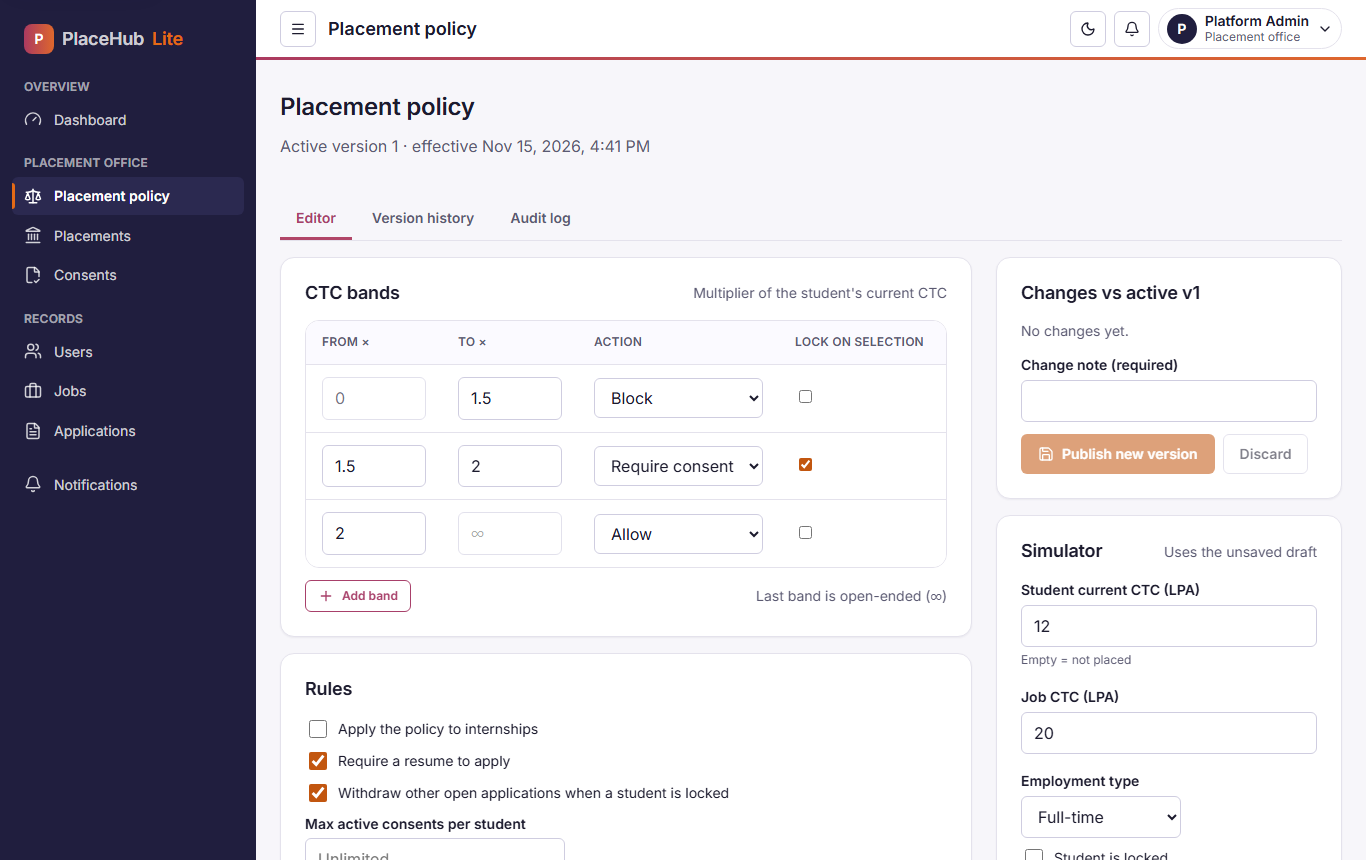 P PlaceHub Lite
OVERVIEW
Dashboard
PLACEMENT OFFICE
Placement policy
Placements
Consents
RECORDS
Users
Jobs
Applications
Notifications
Placement policy
P
Platform Admin
Placement office
Placement policy
Active version 1 · effective Nov 15, 2026, 4:41 PM
Editor Version history Audit log
CTC bands Multiplier of the student's current CTC
FROM × TO × ACTION LOCK ON SELECTION
0 1.5 Block
1.5 2 Require consent
2 ∞ Allow
Add band Last band is open-ended (∞)
Rules
Apply the policy to internships
Require a resume to apply
Withdraw other open applications when a student is locked
Max active consents per student
Unlimited
Changes vs active v1
No changes yet.
Change note (required)
Publish new version Discard
Simulator Uses the unsaved draft
Student current CTC (LPA)
12
Empty = not placed
Job CTC (LPA)
20
Employment type
Full-time
Student is locked